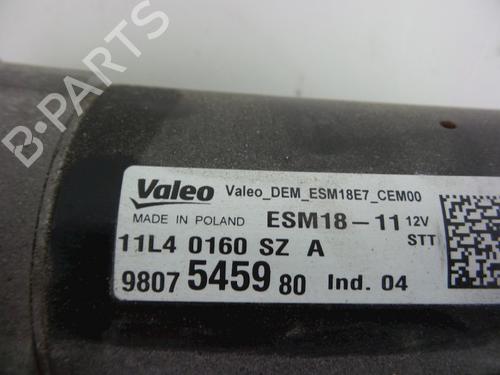 B-PARTS
Valeo Valeo_DEM_ESM18E7_CEM00
MADE IN POLAND ESM18-11 12V
STT
11L4 0160 SZ A
9807 5459 80 Ind. 04